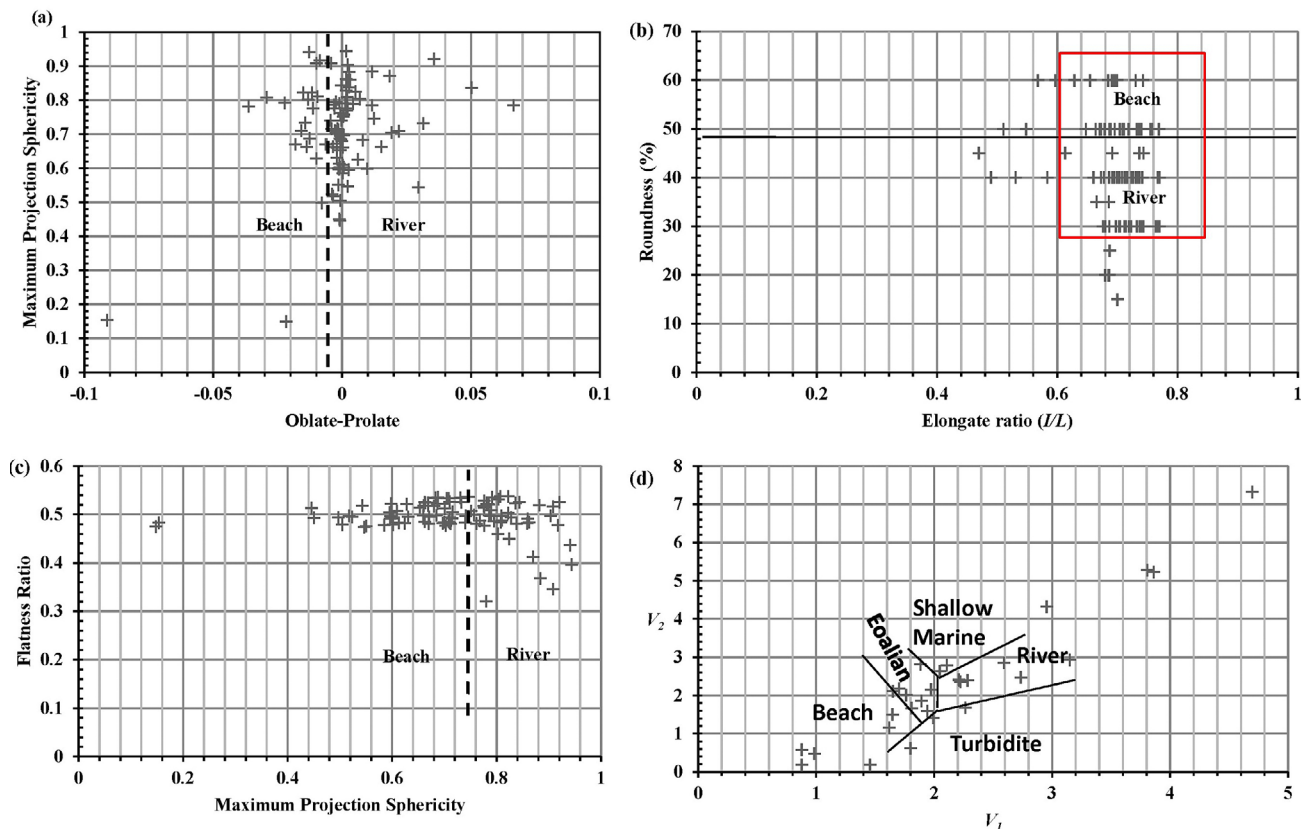 (a)
1
0.9
0.8
0.7
0.6
0.5
0.4
0.3
0.2
0.1
0
Maximum Projection Sphericity
Beach
River
-0.1
-0.05
0
0.05
0.1
Oblate-Prolate
(b)
70
60
50
40
30
20
10
0
Roundness (%)
Beach
River
0
0.2
0.4
0.6
0.8
1
Elongate ratio (I/L)
(c)
0.6
0.5
0.4
0.3
0.2
0.1
0
Flatness Ratio
Beach
River
0
0.2
0.4
0.6
0.8
1
Maximum Projection Sphericity
(d)
8
7
6
5
4
3
2
1
0
V2
Eoalian
Shallow
Marine
River
Beach
Turbidite
0
1
2
3
4
5
V1